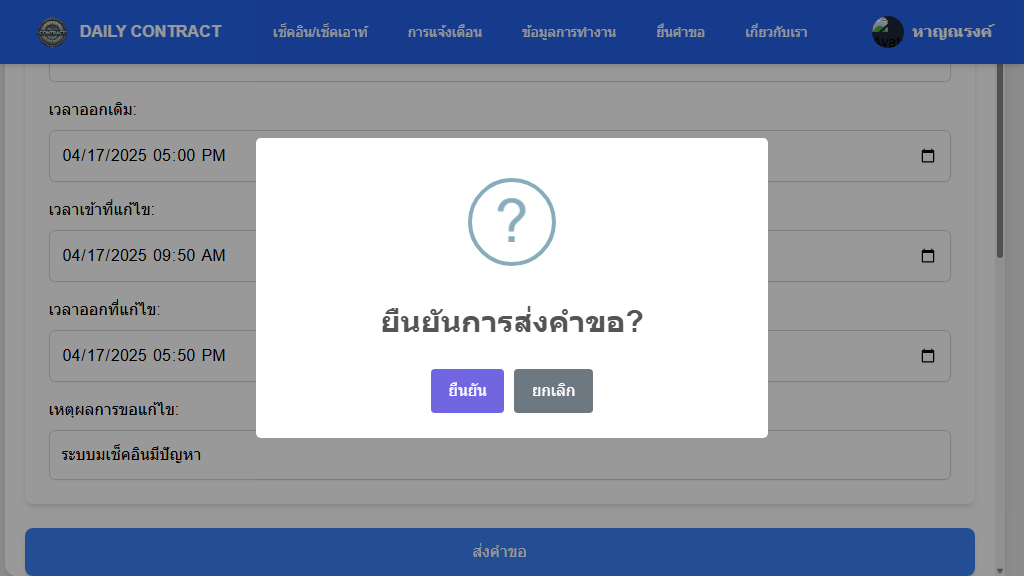 DAILY CONTRACT
เช็คอิน/เช็คเอาท์
การแจ้งเตือน
ข้อมูลการทำงาน
ยื่นคำขอ
เกี่ยวกับเรา
หาญณรงค์
เวลาออกเดิม:
04/17/2025 05:00 PM
เวลาเข้าที่แก้ไข:
04/17/2025 09:50 AM
เวลาออกที่แก้ไข:
04/17/2025 05:50 PM
เหตุผลการขอแก้ไข:
ระบบมเช็คอินมีปัญหา
?
ยืนยันการส่งคำขอ?
ยืนยัน
ยกเลิก
ส่งคำขอ